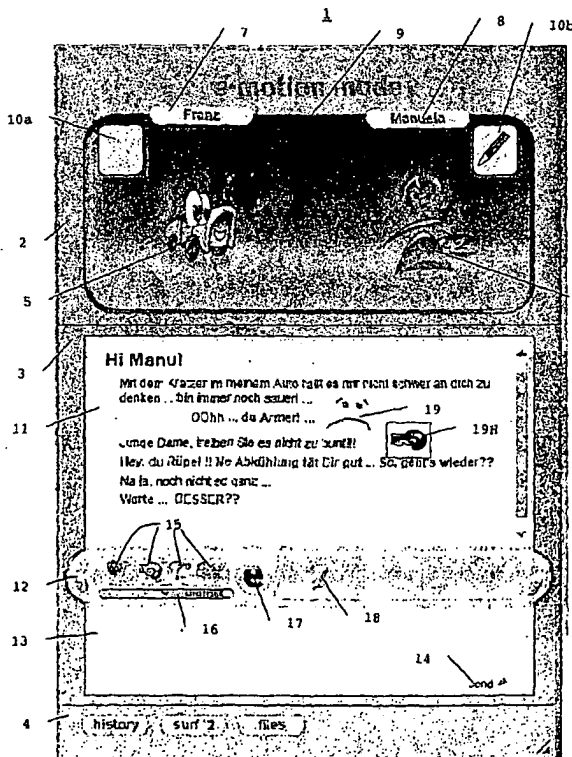 1
7 9 8 10b
e-motion mode
10a
Franz Manuela
2
5
3
Hi Manu!
Mit dem Kratzer in meinem Auto fällt es mir nicht schwer an dich zu
denken ... bin immer noch sauer! ...
11
OOhh ..., du Armer! ...
19 19H
Junge Dame, treiben Sie es nicht zu bunt!!!
Hey, du Rüpel !! Ne Abkühlung tät Dir gut ... So, geht's wieder??
Na ja, noch nicht so ganz ...
Warte ... BESSER??
15
12
16 17 18
13
14
send
4
history surf 2 files